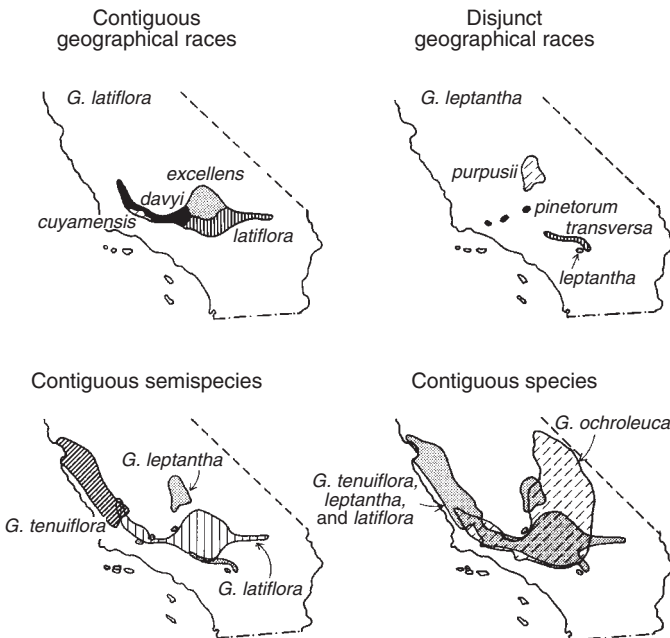 Contiguous
geographical races
G. latiflora
excellens
davyi
cuyamensis
latiflora
Disjunct
geographical races
G. leptantha
purpusii
pinetorum
transversa
leptantha
Contiguous semispecies
G. leptantha
G. tenuiflora
G. latiflora
Contiguous species
G. ochroleuca
G. tenuiflora,
leptantha,
and latiflora